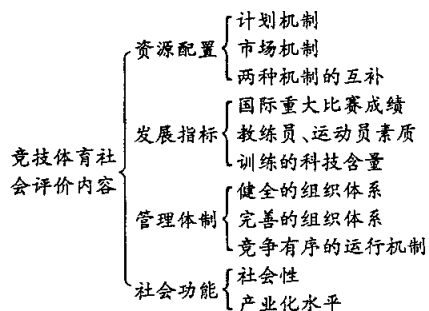 竞技体育社
会评价内容
资源配置
计划机制
市场机制
两种机制的互补
发展指标
国际重大比赛成绩
教练员、运动员素质
训练的科技含量
管理体制
健全的组织体系
完善的组织体系
竞争有序的运行机制
社会功能
社会性
产业化水平